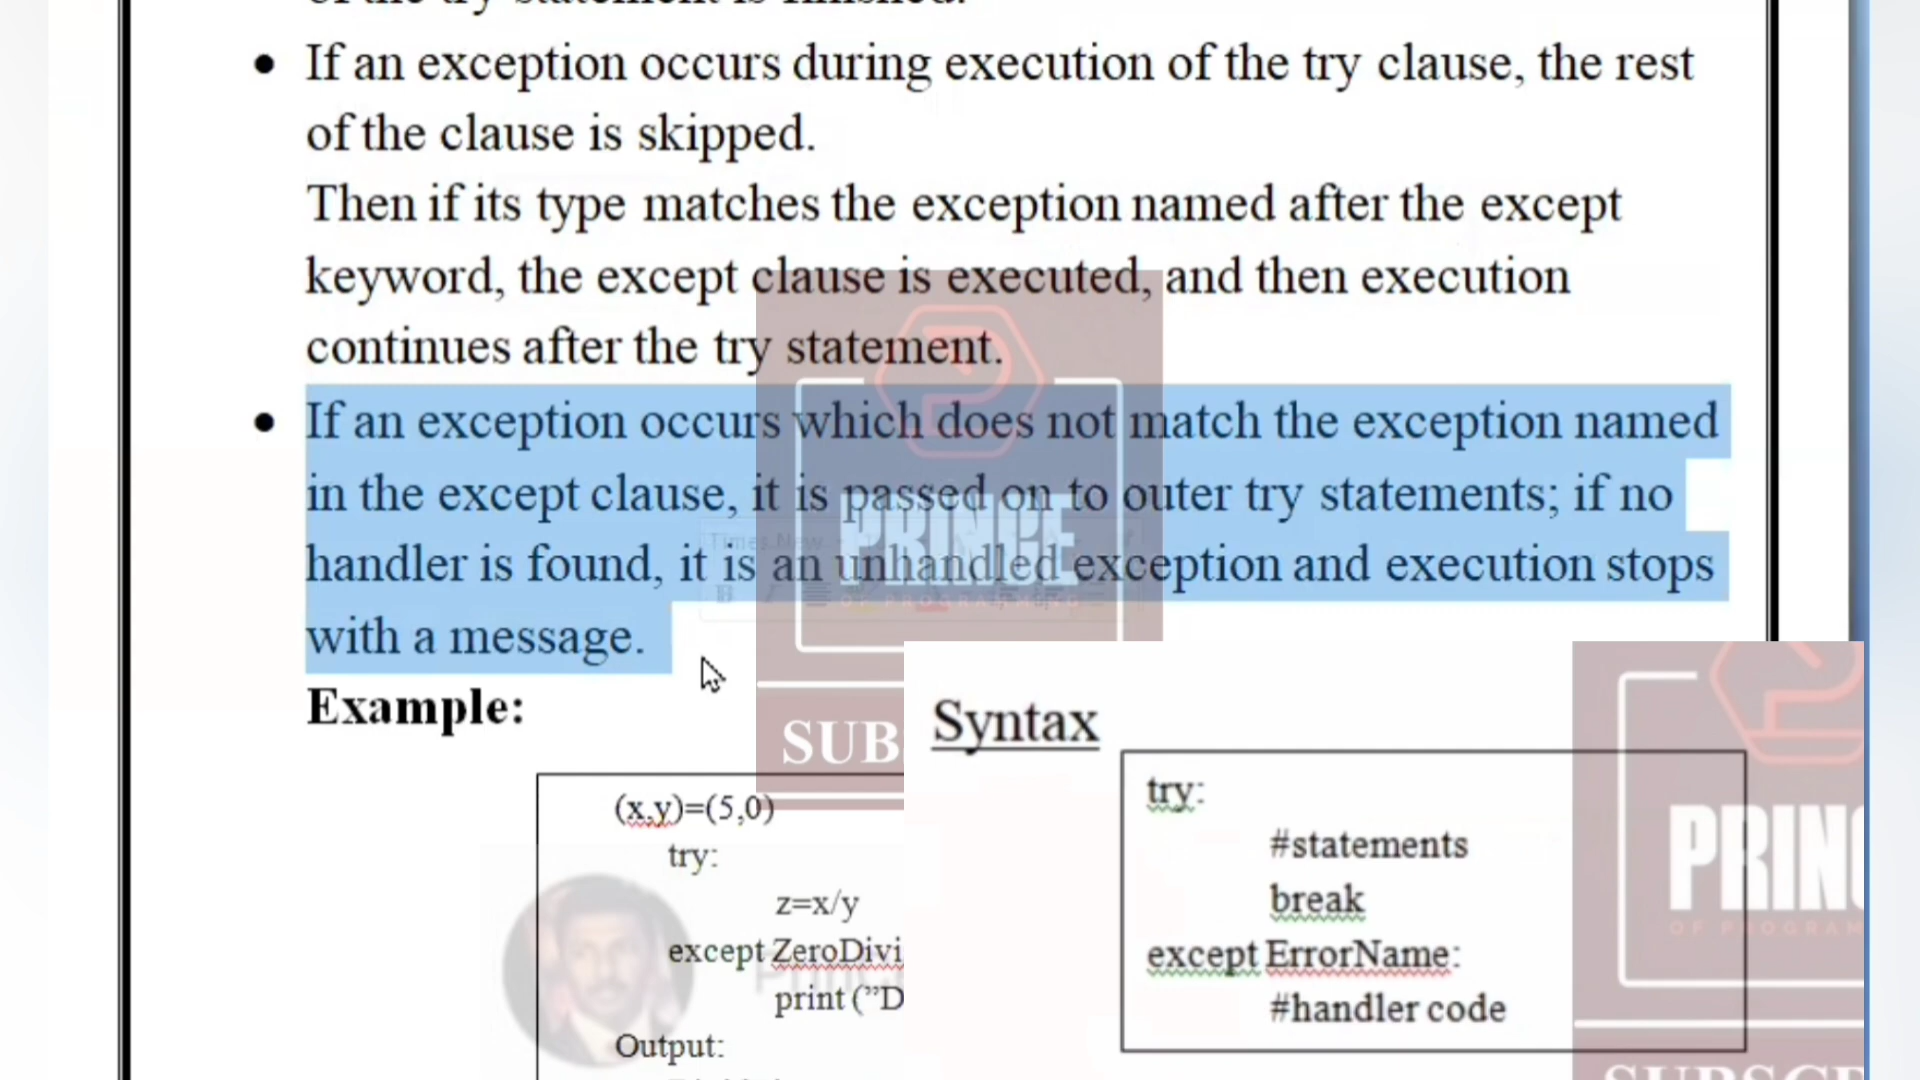 If an exception occurs during execution of the try clause, the rest
of the clause is skipped.
Then if its type matches the exception named after the except
keyword, the except clause is executed, and then execution
continues after the try statement.
If an exception occurs which does not match the exception named
in the except clause, it is passed on to outer try statements; if no
handler is found, it is an unhandled exception and execution stops
with a message.
PRINCE
OF PROGRAMMING
Example:
(x,y)=(5,0)
try:
z=x/y
except ZeroDivi
print (”D
Output:
Syntax
try:
#statements
break
except ErrorName:
#handler code